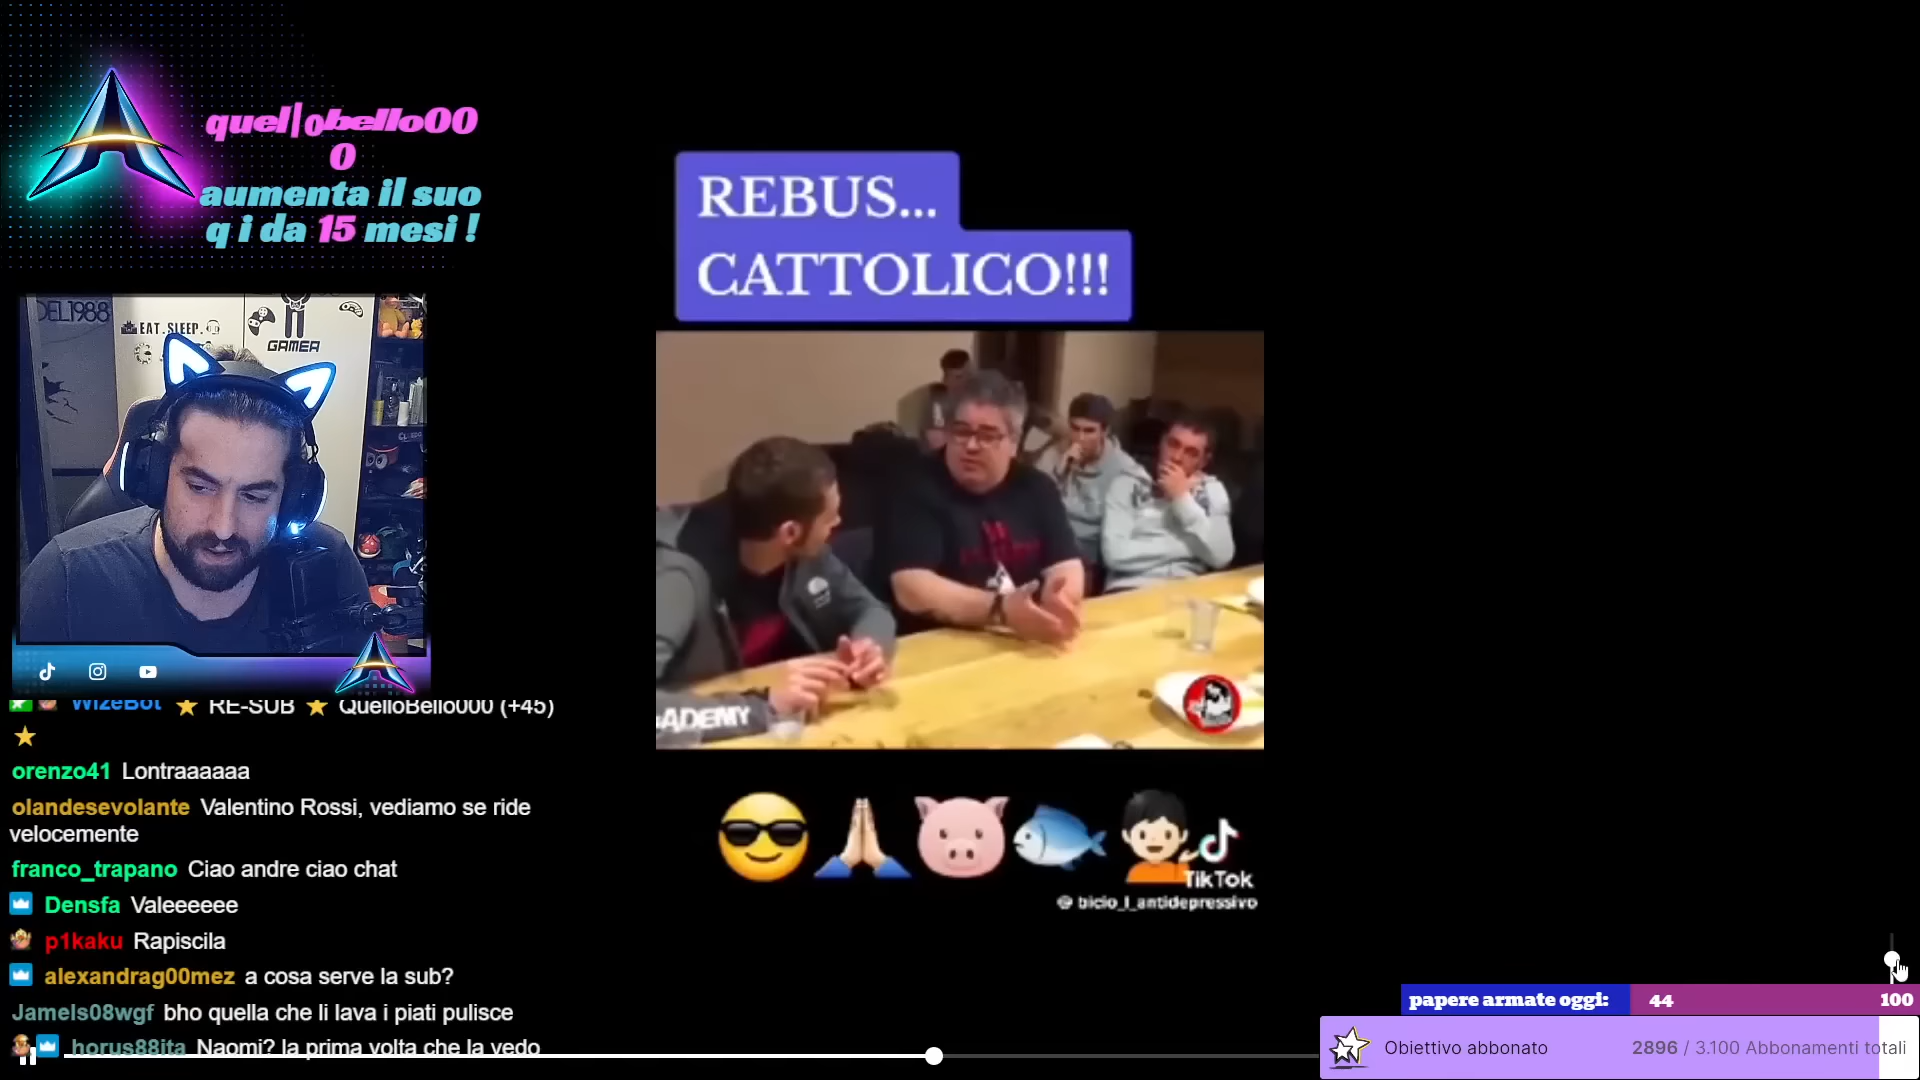 quel|obello00
0
aumenta il suo
q i da 15 mesi !
DEL1988
EAT.SLEEP.
GAMER
REBUS...
CATTOLICO!!!
ADEMY
TikTok
@ bicio_l_antidepressivo
WizeBot ★ RE-SUB ★ QuelloBello000 (+45)
★
orenzo41 Lontraaaaaa
olandesevolante Valentino Rossi, vediamo se ride
velocemente
franco_trapano Ciao andre ciao chat
Densfa Valeeeeee
p1kaku Rapiscila
alexandrag00mez a cosa serve la sub?
Jamels08wgf bho quella che li lava i piati pulisce
horus88ita Naomi? la prima volta che la vedo
papere armate oggi: 44 100
Obiettivo abbonato 2896 / 3.100 Abbonamenti totali